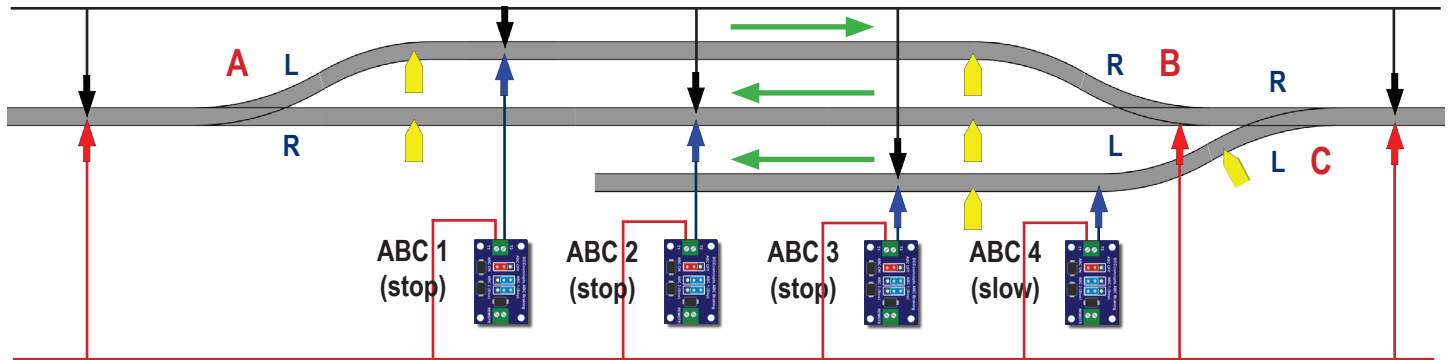 A L R B R
R L L C
ABC 1
(stop)
ABC 2
(stop)
ABC 3
(stop)
ABC 4
(slow)